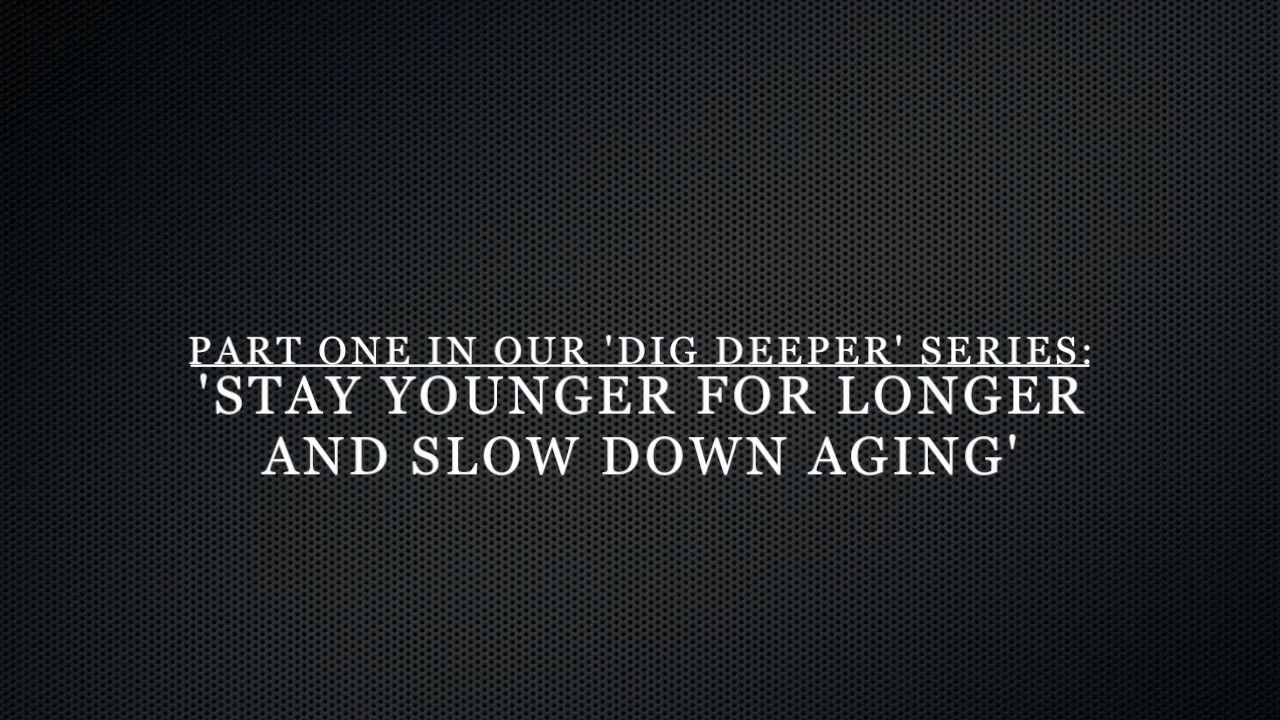 PART ONE IN OUR 'DIG DEEPER' SERIES:
'STAY YOUNGER FOR LONGER
AND SLOW DOWN AGING'